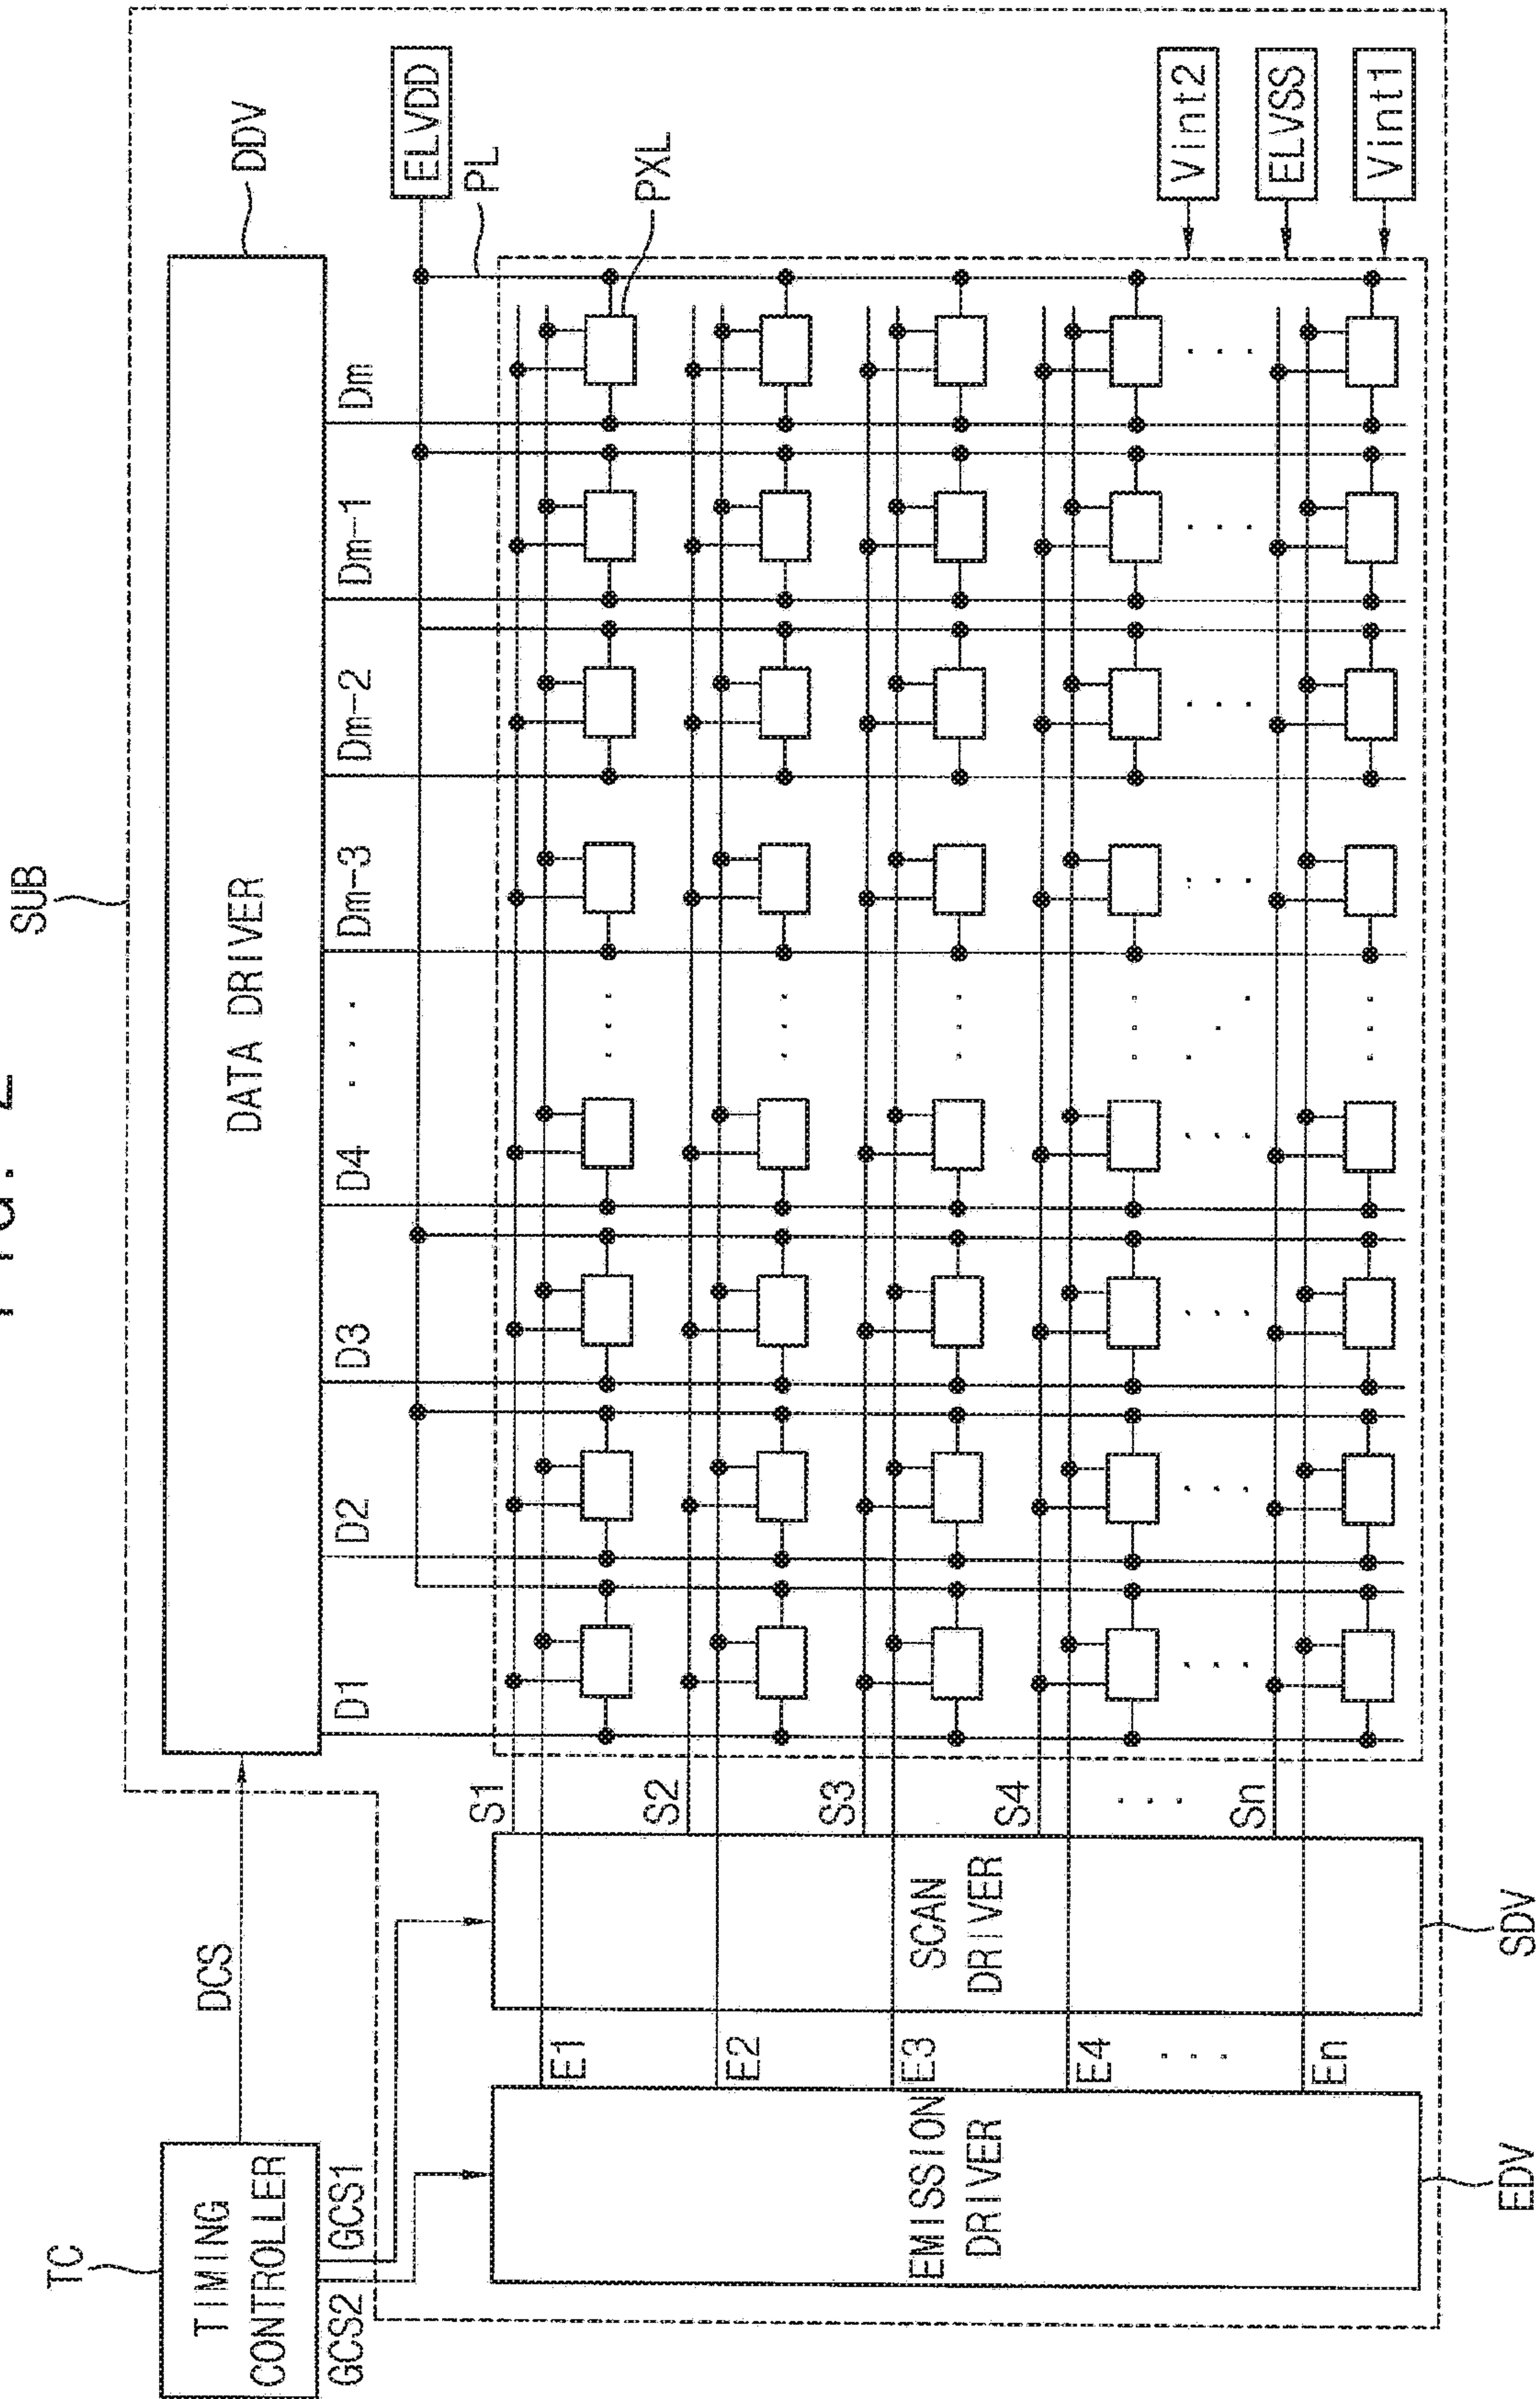 FIG. 2
SUB
TC
TIMING
CONTROLLER
DCS
DATA DRIVER
DDV
GCS2
GCS1
D1
D2
D3
D4
. . .
Dm-3
Dm-2
Dm-1
Dm
ELVDD
PL
PXL
S1
S2
S3
S4
. . .
Sn
E1
E2
E3
E4
. . .
En
EMISSION
DRIVER
SCAN
DRIVER
Vint2
ELVSS
Vint1
EDV
SDV